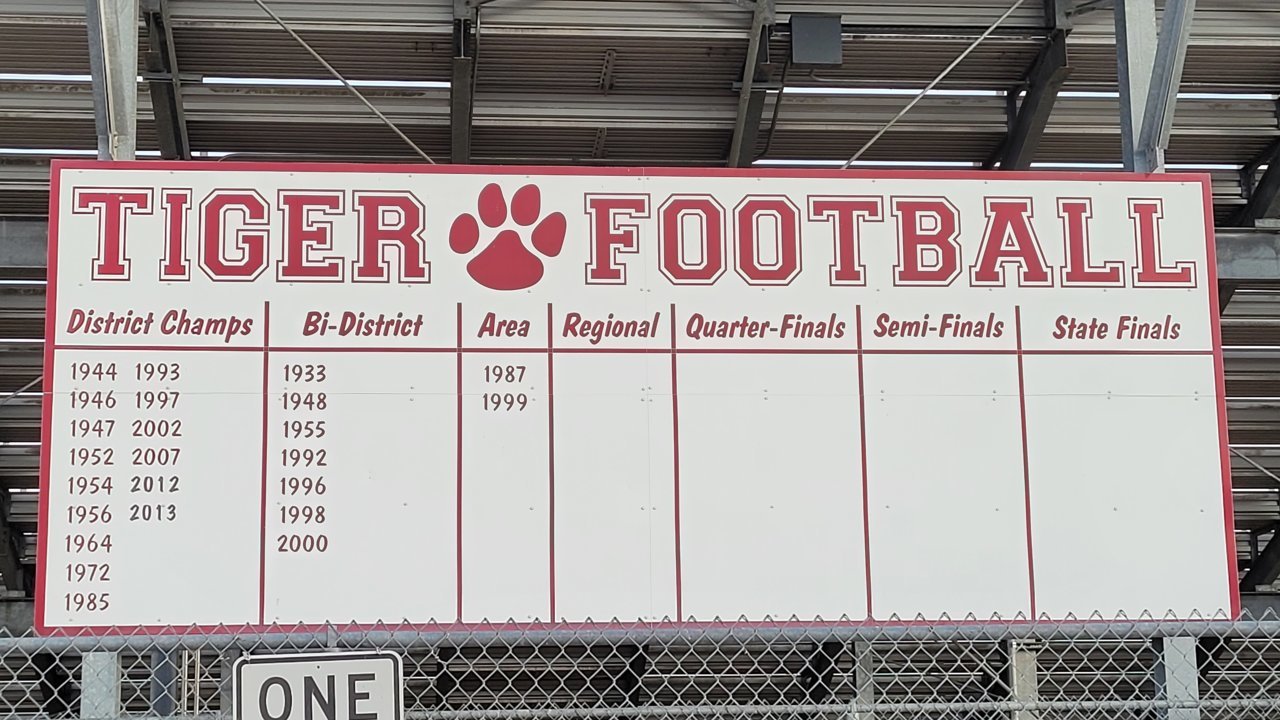 TIGER FOOTBALL
District Champs Bi-District Area Regional Quarter-Finals Semi-Finals State Finals
1944 1993 1933 1987
1946 1997 1948 1999
1947 2002 1955
1952 2007 1992
1954 2012 1996
1956 2013 1998
1964 2000
1972
1985
ONE